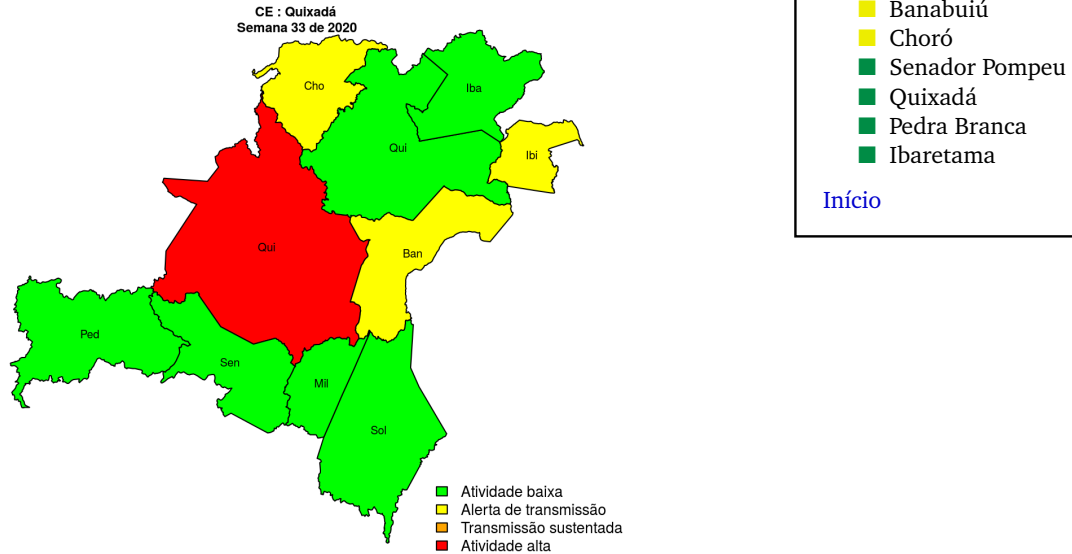 CE : Quixadá
Semana 33 de 2020
Cho
Iba
Qui
Ibi
Qui
Ban
Ped
Sen
Mil
Sol
Atividade baixa
Alerta de transmissão
Transmissão sustentada
Atividade alta
Banabuiú
Choró
Senador Pompeu
Quixadá
Pedra Branca
Ibaretama
Início